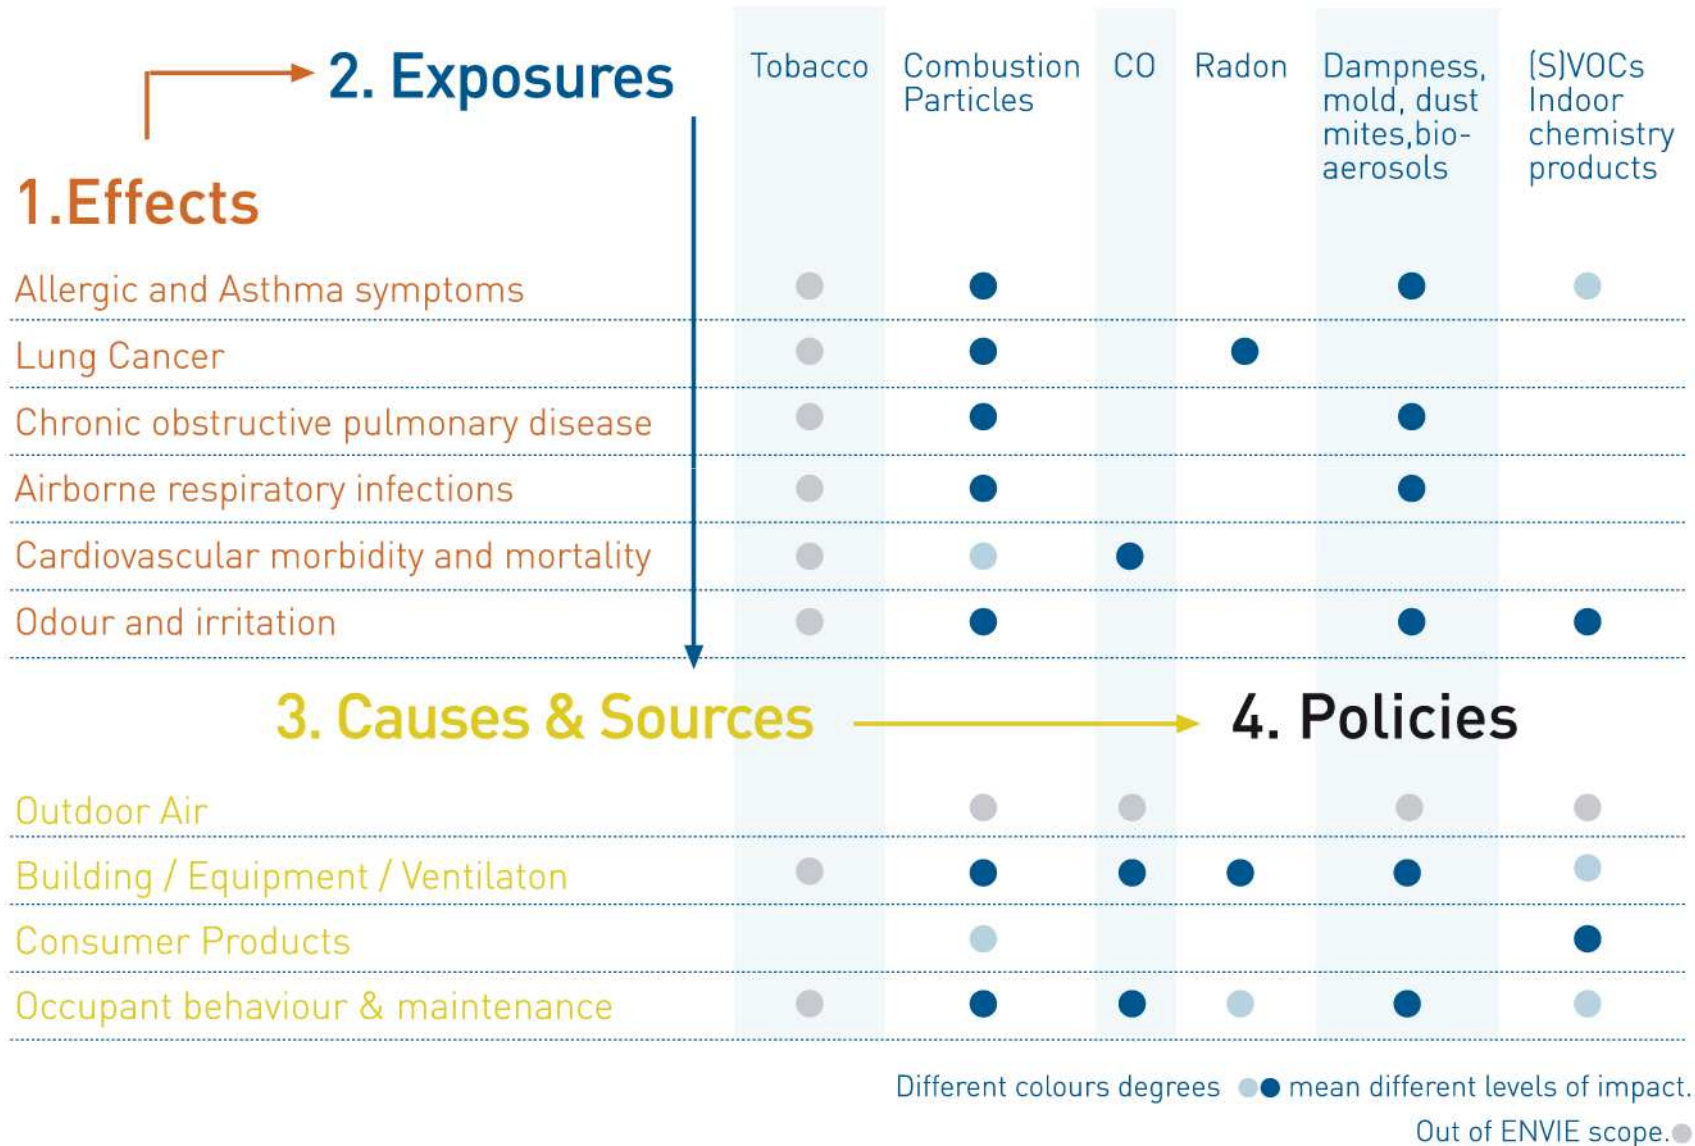 2. Exposures
Tobacco
Combustion
Particles
CO
Radon
Dampness,
mold, dust
mites,bio-
aerosols
(S)VOCs
Indoor
chemistry
products
1.Effects
Allergic and Asthma symptoms
Lung Cancer
Chronic obstructive pulmonary disease
Airborne respiratory infections
Cardiovascular morbidity and mortality
Odour and irritation
3. Causes & Sources
4. Policies
Outdoor Air
Building / Equipment / Ventilaton
Consumer Products
Occupant behaviour & maintenance
Different colours degrees mean different levels of impact.
Out of ENVIE scope.